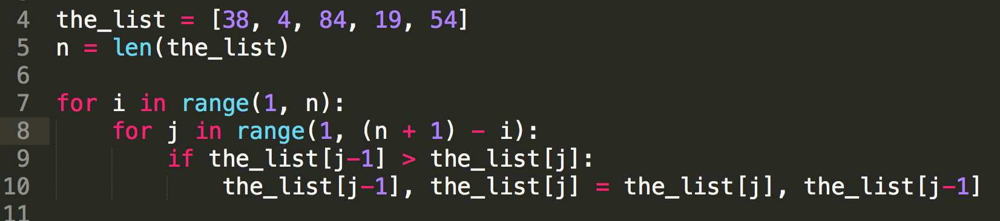 4 the_list = [38, 4, 84, 19, 54]
5 n = len(the_list)
6
7 for i in range(1, n):
8     for j in range(1, (n + 1) - i):
9         if the_list[j-1] > the_list[j]:
10             the_list[j-1], the_list[j] = the_list[j], the_list[j-1]
11